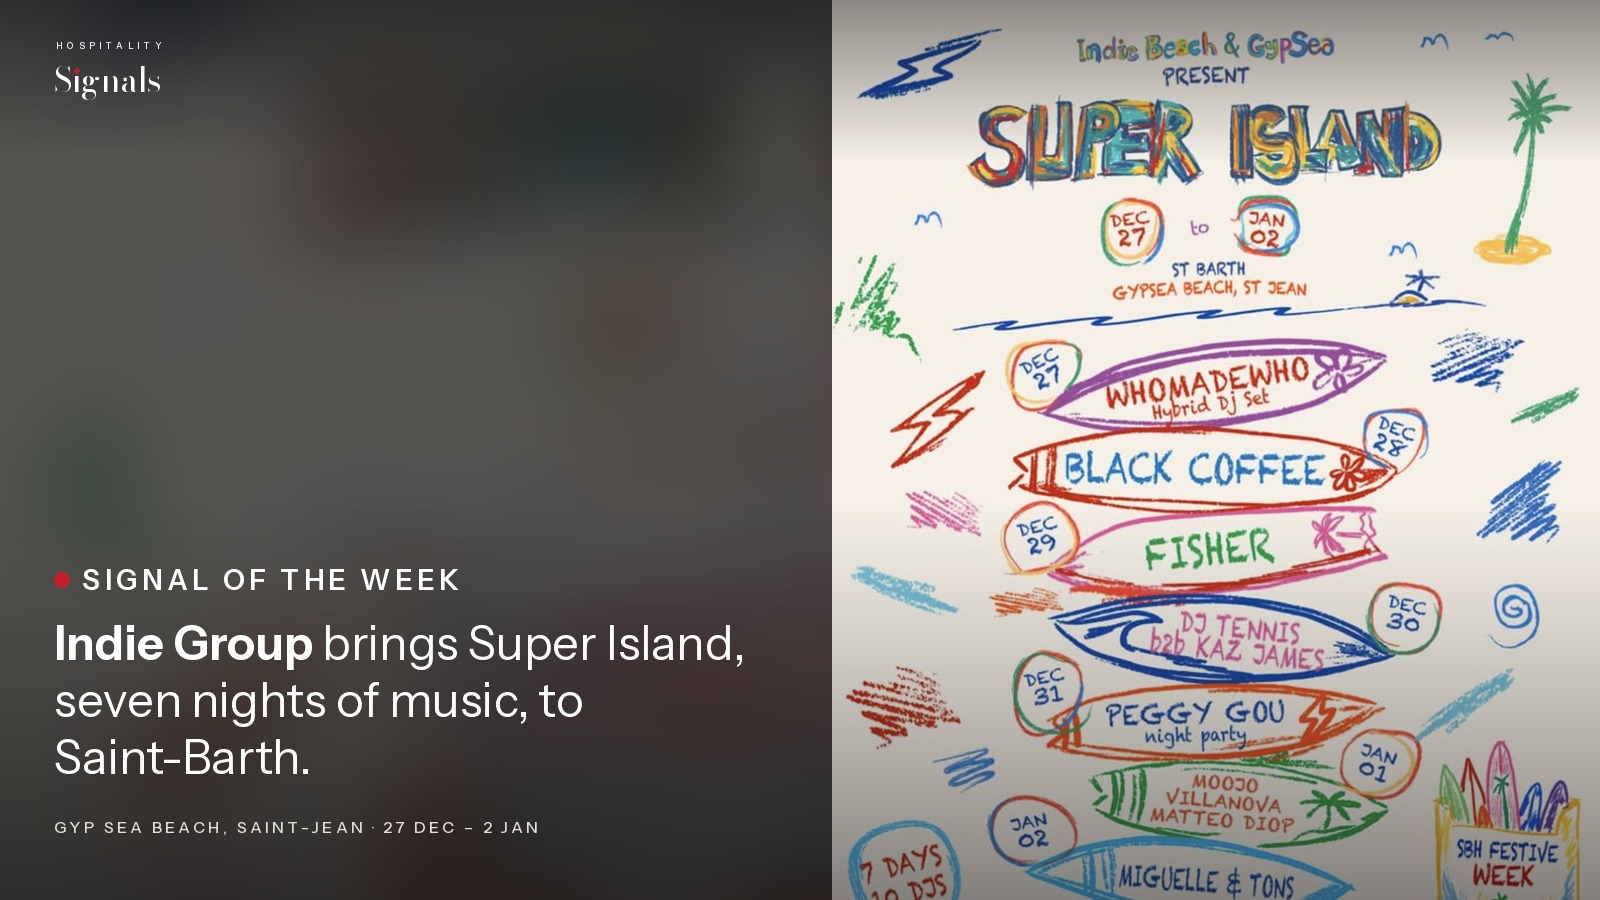 HOSPITALITY
Signals
SIGNAL OF THE WEEK
Indie Group brings Super Island,
seven nights of music, to
Saint-Barth.
GYP SEA BEACH, SAINT-JEAN · 27 DEC – 2 JAN
Indie Beach & GypSea
PRESENT
SUPER ISLAND
DEC
27
to
JAN
02
ST BARTH
GYPSEA BEACH, ST JEAN
DEC
27
WHOMADEWHO
Hybrid Dj Set
DEC
28
BLACK COFFEE
DEC
29
FISHER
DEC
30
DJ TENNIS
b2b KAZ JAMES
DEC
31
PEGGY GOU
night party
JAN
01
MOOJO
VILLANOVA
MATTEO DIOP
JAN
02
MIGUELLE & TONS
7 DAYS
10 DJS
SBH FESTIVE
WEEK